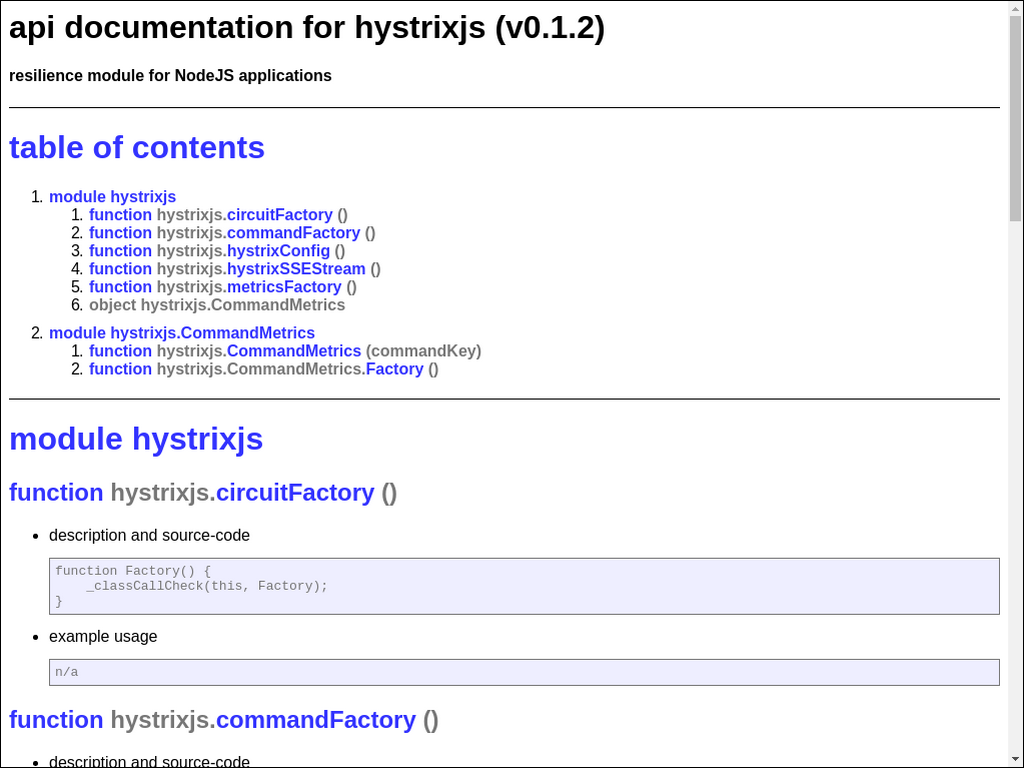 api documentation for hystrixjs (v0.1.2)
resilience module for NodeJS applications
table of contents
1. module hystrixjs
1. function hystrixjs.circuitFactory ()
2. function hystrixjs.commandFactory ()
3. function hystrixjs.hystrixConfig ()
4. function hystrixjs.hystrixSSEStream ()
5. function hystrixjs.metricsFactory ()
6. object hystrixjs.CommandMetrics
2. module hystrixjs.CommandMetrics
1. function hystrixjs.CommandMetrics (commandKey)
2. function hystrixjs.CommandMetrics.Factory ()
module hystrixjs
function hystrixjs.circuitFactory ()
• description and source-code
function Factory() {
    _classCallCheck(this, Factory);
}
• example usage
n/a
function hystrixjs.commandFactory ()
• description and source-code